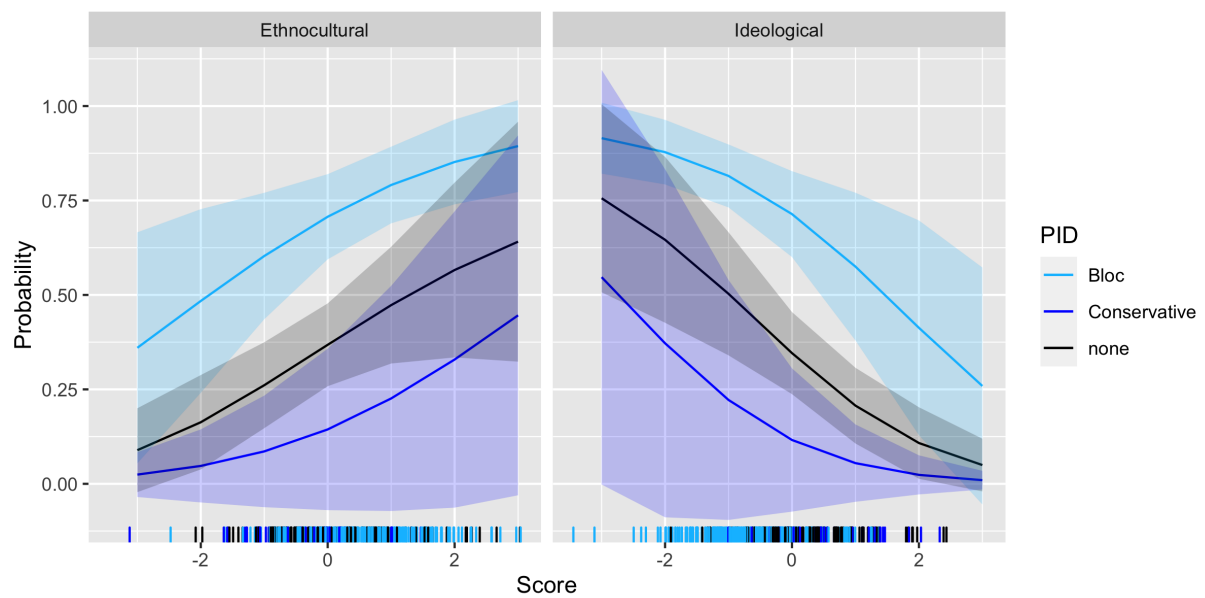 Ethnocultural
Ideological
Probability
1.00
0.75
0.50
0.25
0.00
-2
0
2
-2
0
2
Score
PID
Bloc
Conservative
none